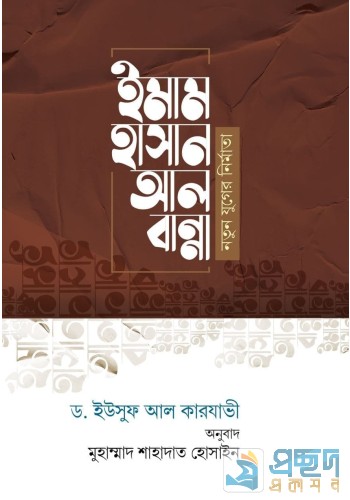 ইমাম
হাসান
আল
বান্না
নতুন যুগের নির্মাতা
ড. ইউসুফ আল কারযাভী
অনুবাদ
মুহাম্মাদ শাহাদাত হোসাইন
প্রচ্ছদ
প্রকাশন